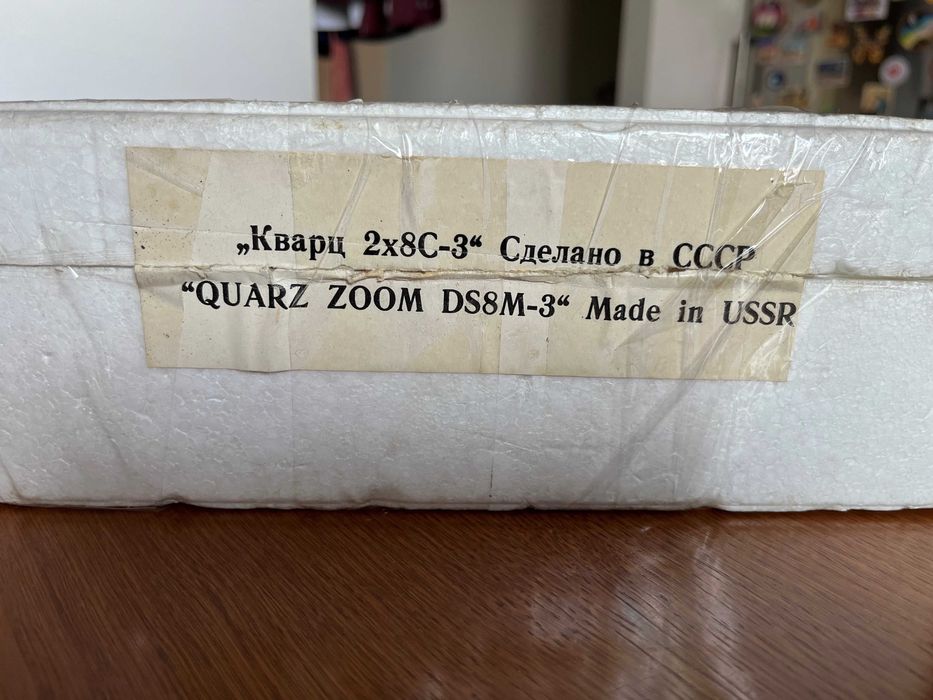 „Кварц 2х8С-3“ Сделано в СССР
“QUARZ ZOOM DS8M-3“ Made in USSR